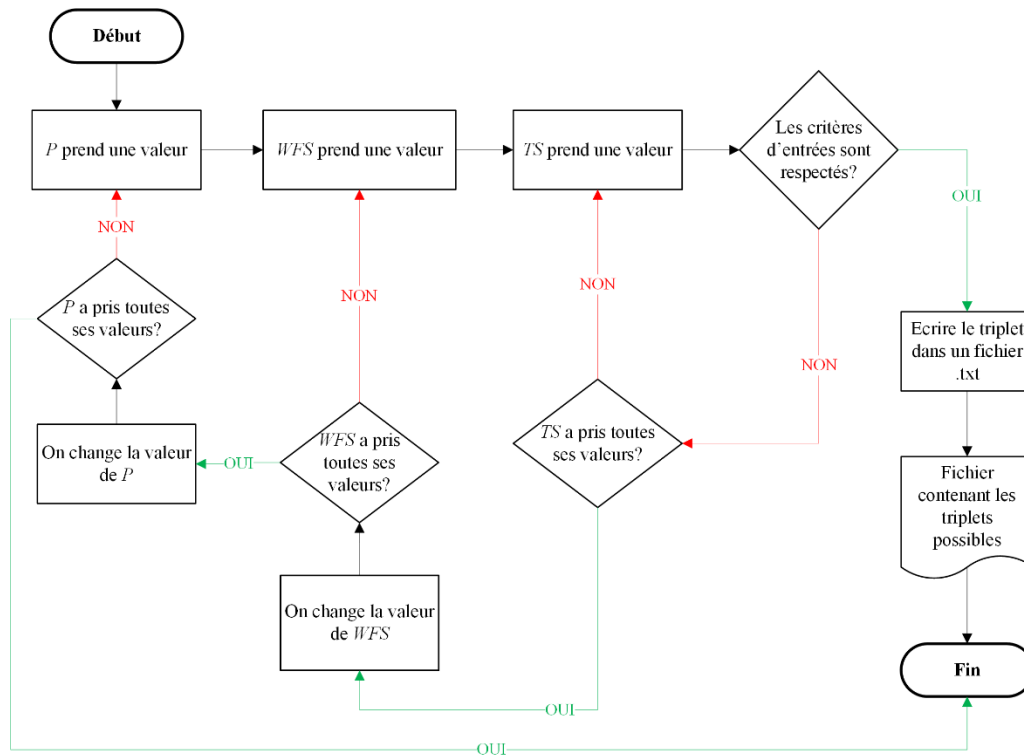 Début
P prend une valeur
WFS prend une valeur
TS prend une valeur
Les critères
d'entrées sont
respectés?
OUI
NON
NON
NON
NON
P a pris toutes
ses valeurs?
Ecrire le triplet
dans un fichier
.txt
On change la valeur
de P
OUI
WFS a pris
toutes ses
valeurs?
TS a pris toutes
ses valeurs?
Fichier
contenant les
triplets
possibles
On change la valeur
de WFS
Fin
OUI
OUI